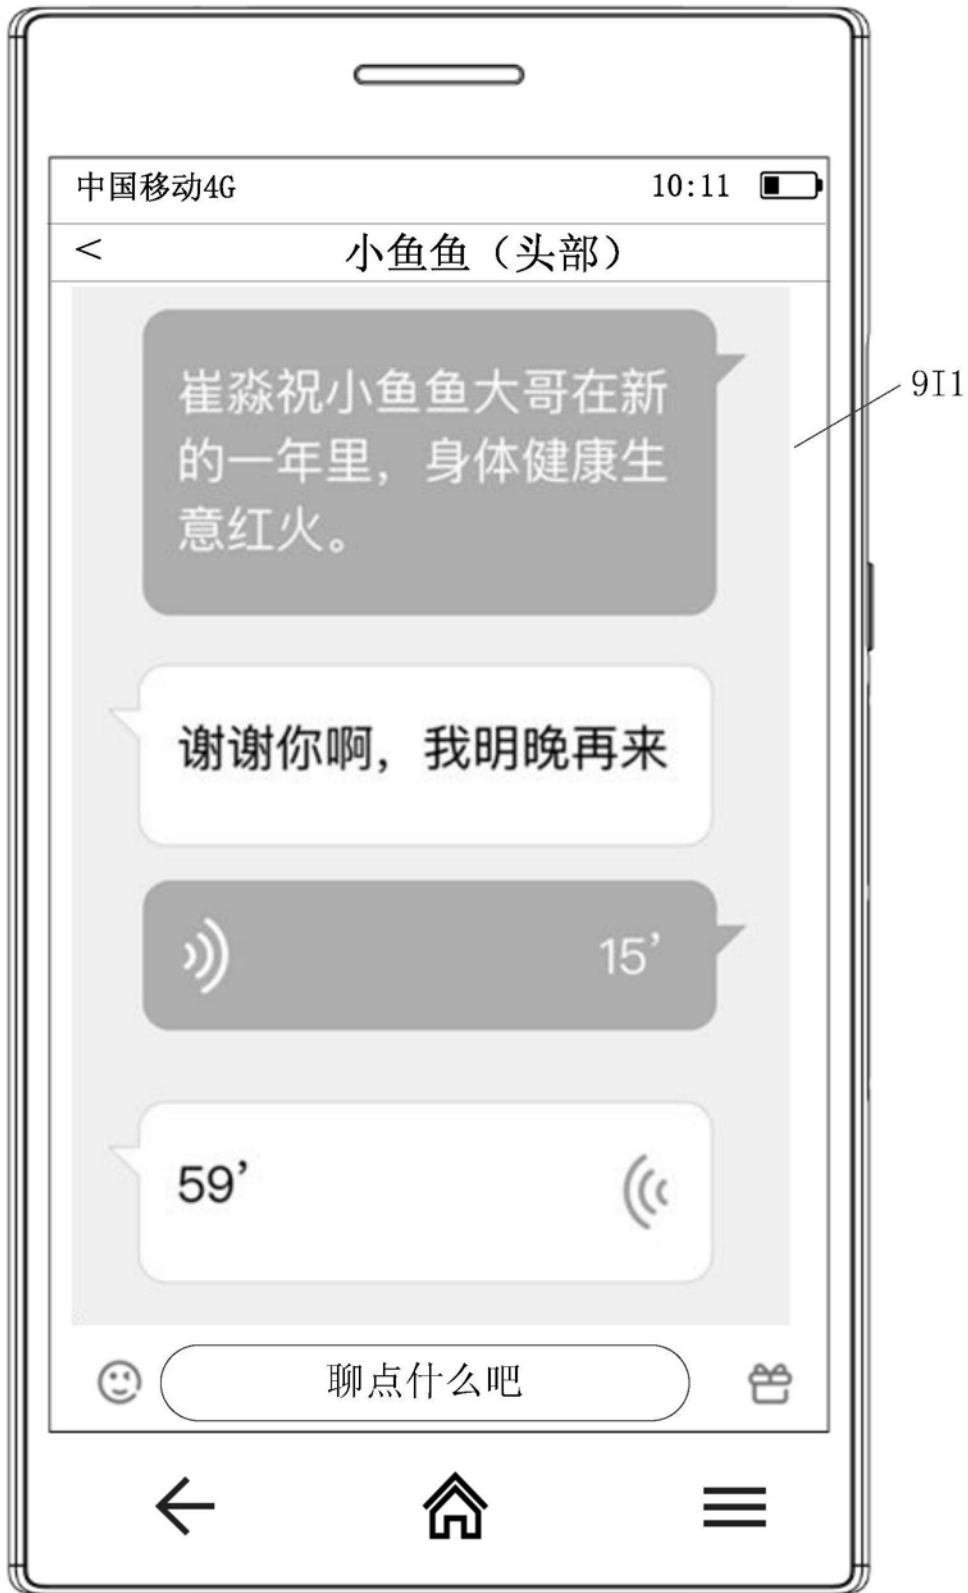 中国移动4G 10:11
< 小鱼鱼（头部）
崔淼祝小鱼鱼大哥在新
的一年里，身体健康生
意红火。
9I1
谢谢你啊，我明晚再来
15’
59’
聊点什么吧